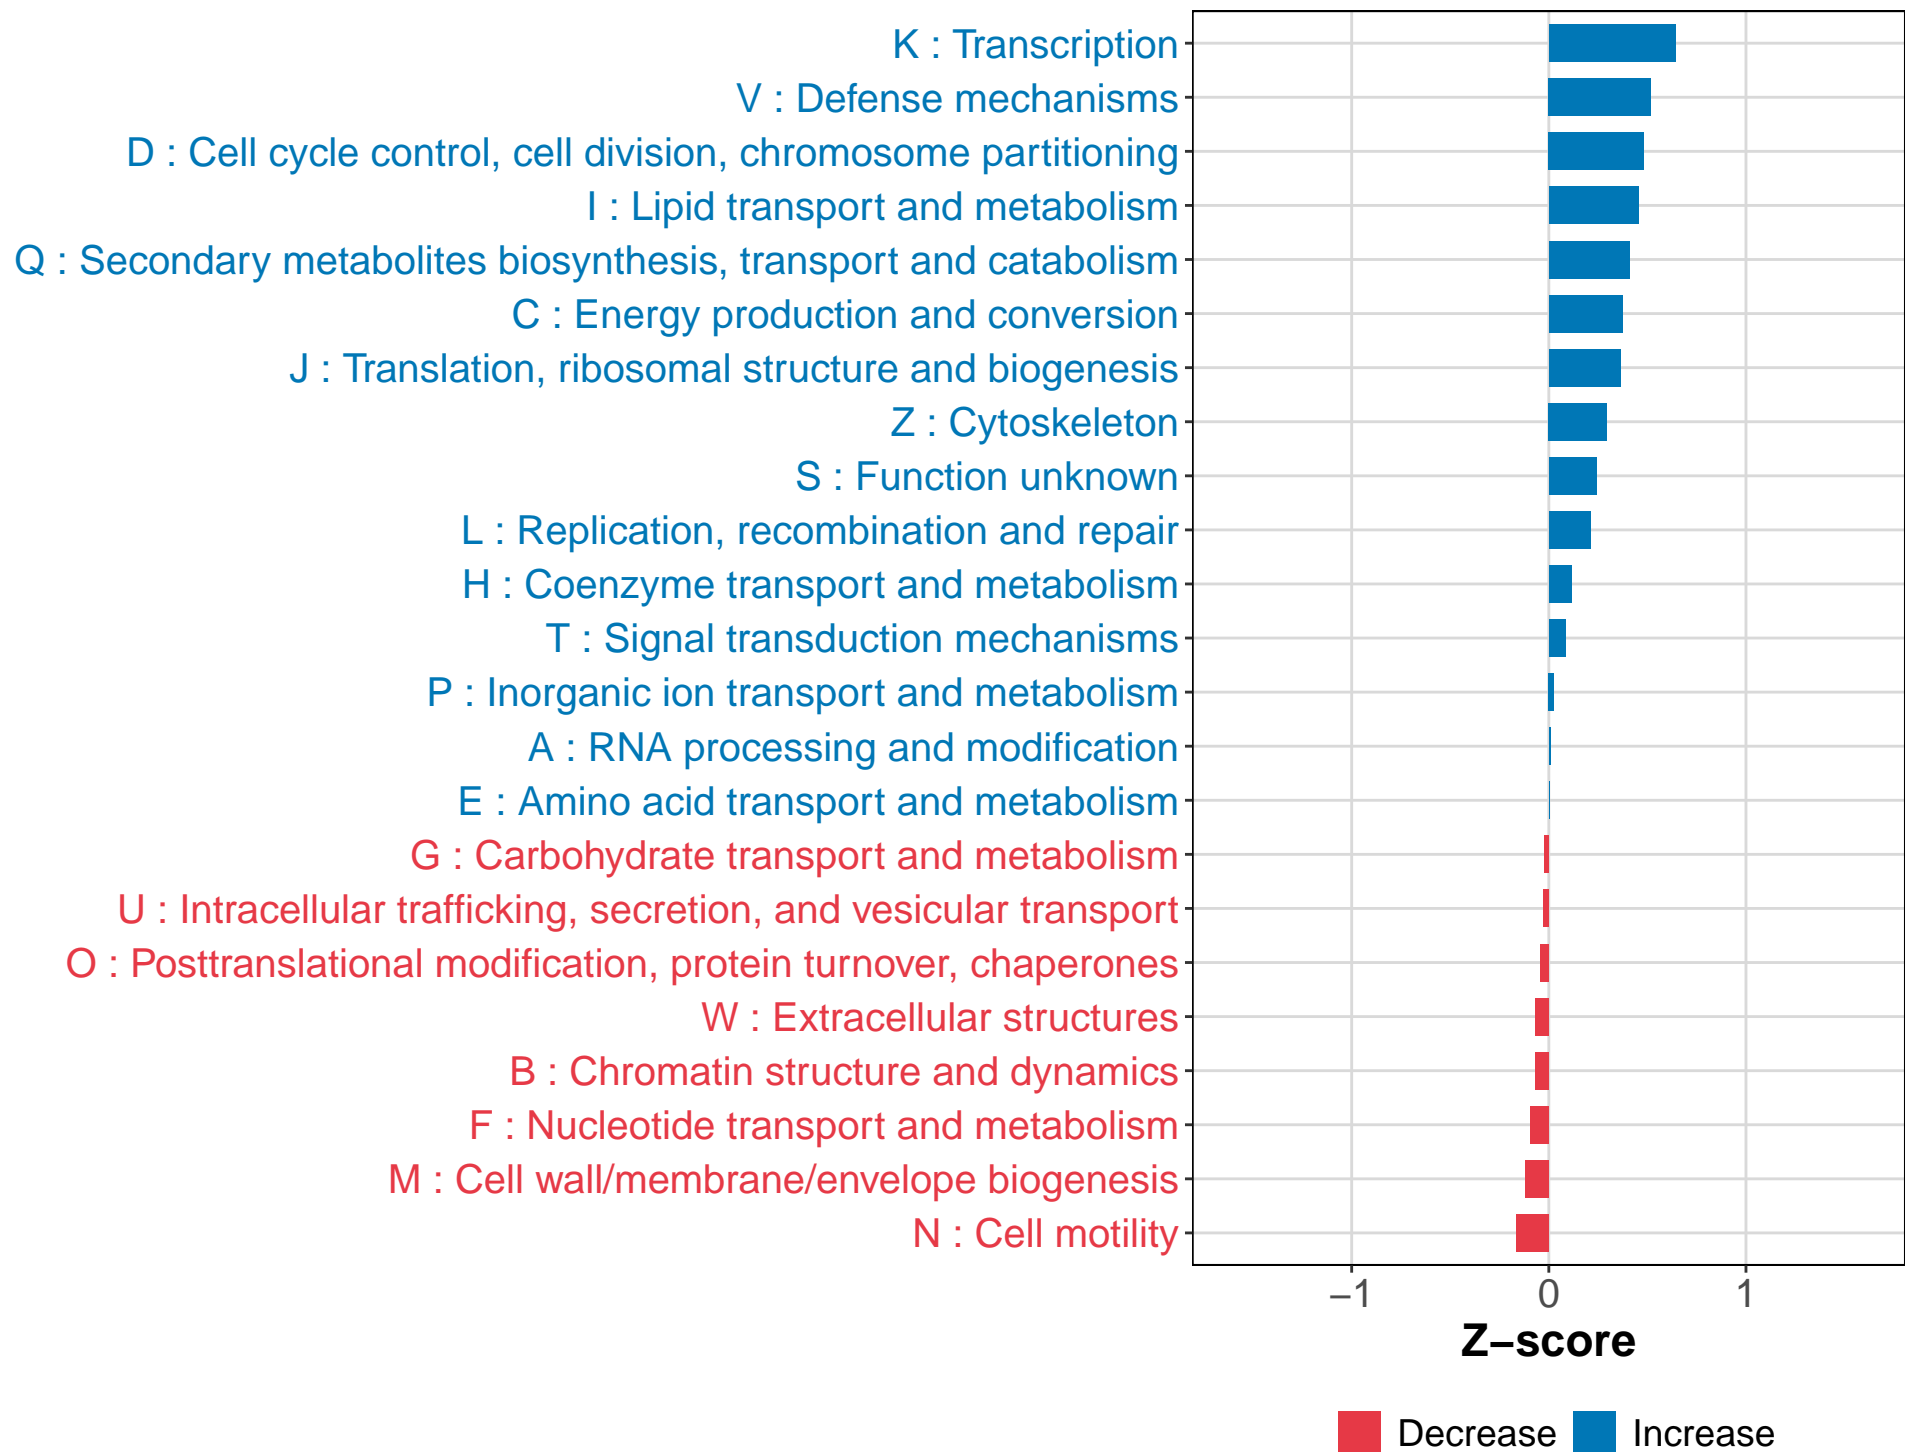 K : Transcription
V : Defense mechanisms
D : Cell cycle control, cell division, chromosome partitioning
I : Lipid transport and metabolism
Q : Secondary metabolites biosynthesis, transport and catabolism
C : Energy production and conversion
J : Translation, ribosomal structure and biogenesis
Z : Cytoskeleton
S : Function unknown
L : Replication, recombination and repair
H : Coenzyme transport and metabolism
T : Signal transduction mechanisms
P : Inorganic ion transport and metabolism
A : RNA processing and modification
E : Amino acid transport and metabolism
G : Carbohydrate transport and metabolism
U : Intracellular trafficking, secretion, and vesicular transport
O : Posttranslational modification, protein turnover, chaperones
W : Extracellular structures
B : Chromatin structure and dynamics
F : Nucleotide transport and metabolism
M : Cell wall/membrane/envelope biogenesis
N : Cell motility
−1 0 1
Z−score
Decrease Increase